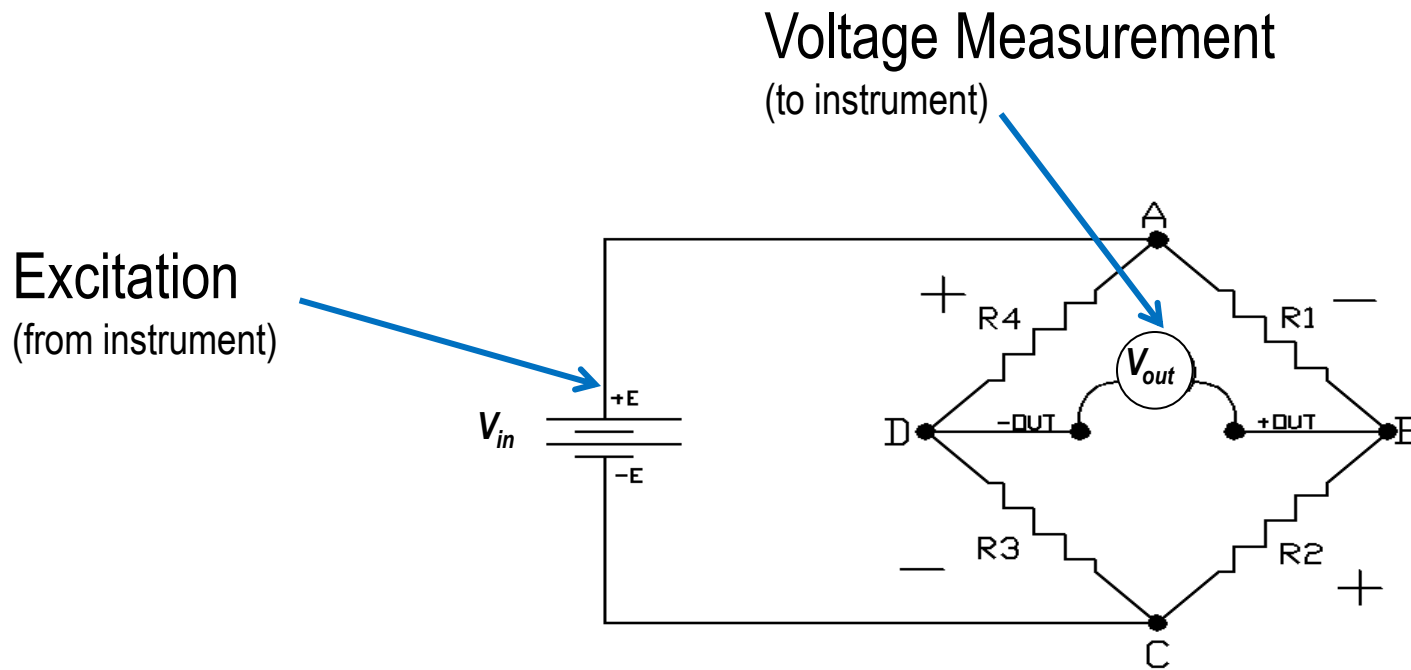 Voltage Measurement
(to instrument)
A
Excitation
(from instrument)
+
R4
R1
−
Vout
+E
Vin
D
-OUT
+OUT
B
-E
R3
R2
−
+
C